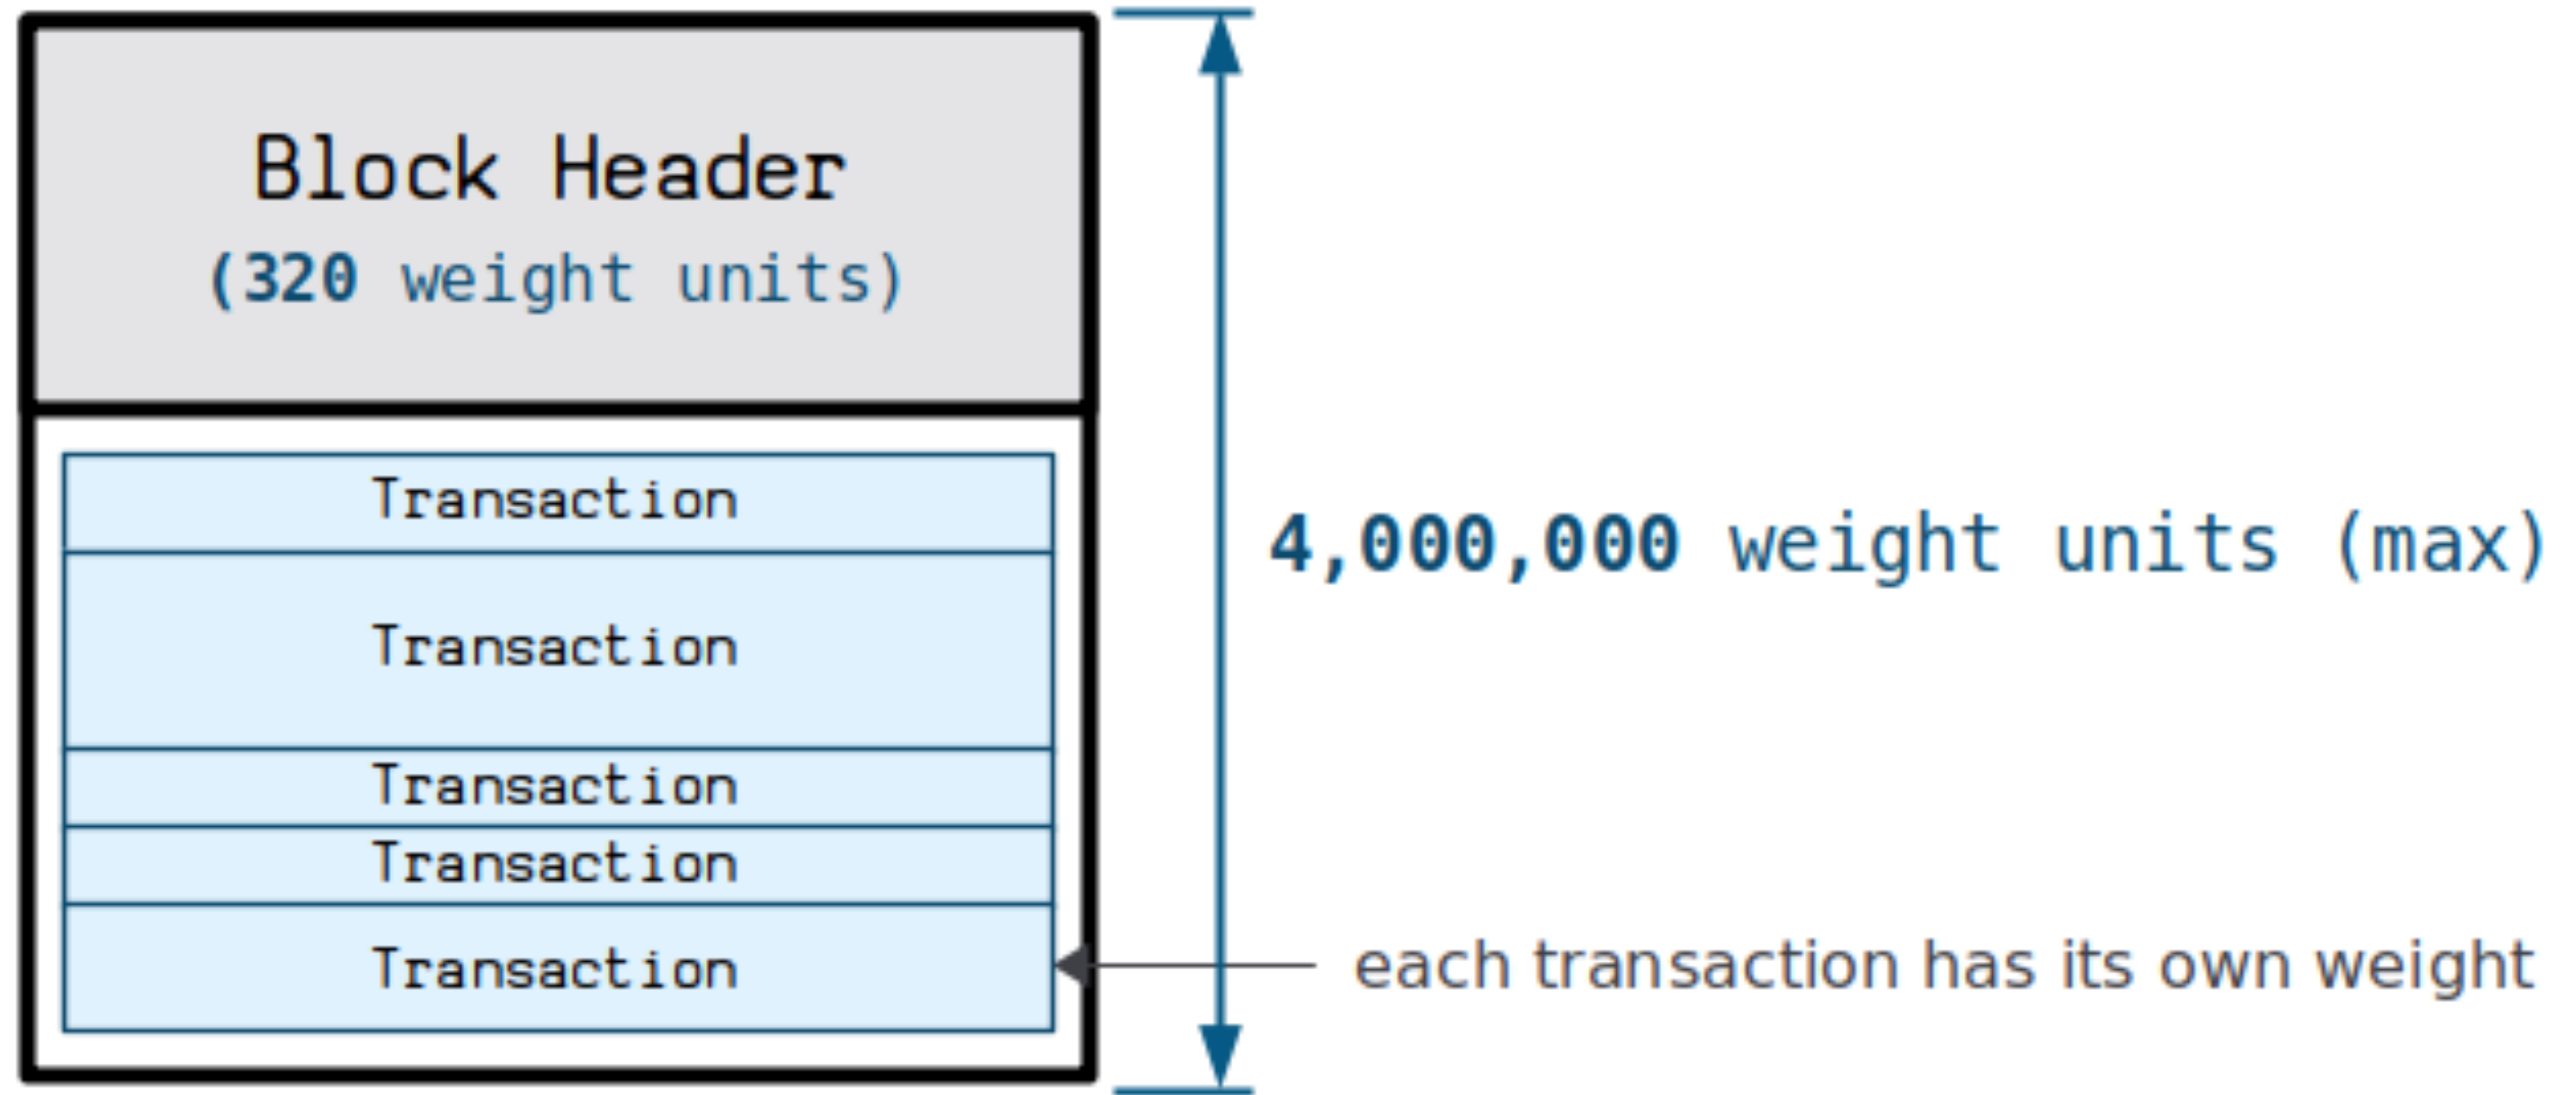 Block Header
(320 weight units)
Transaction
Transaction
Transaction
Transaction
Transaction
4,000,000 weight units (max)
each transaction has its own weight